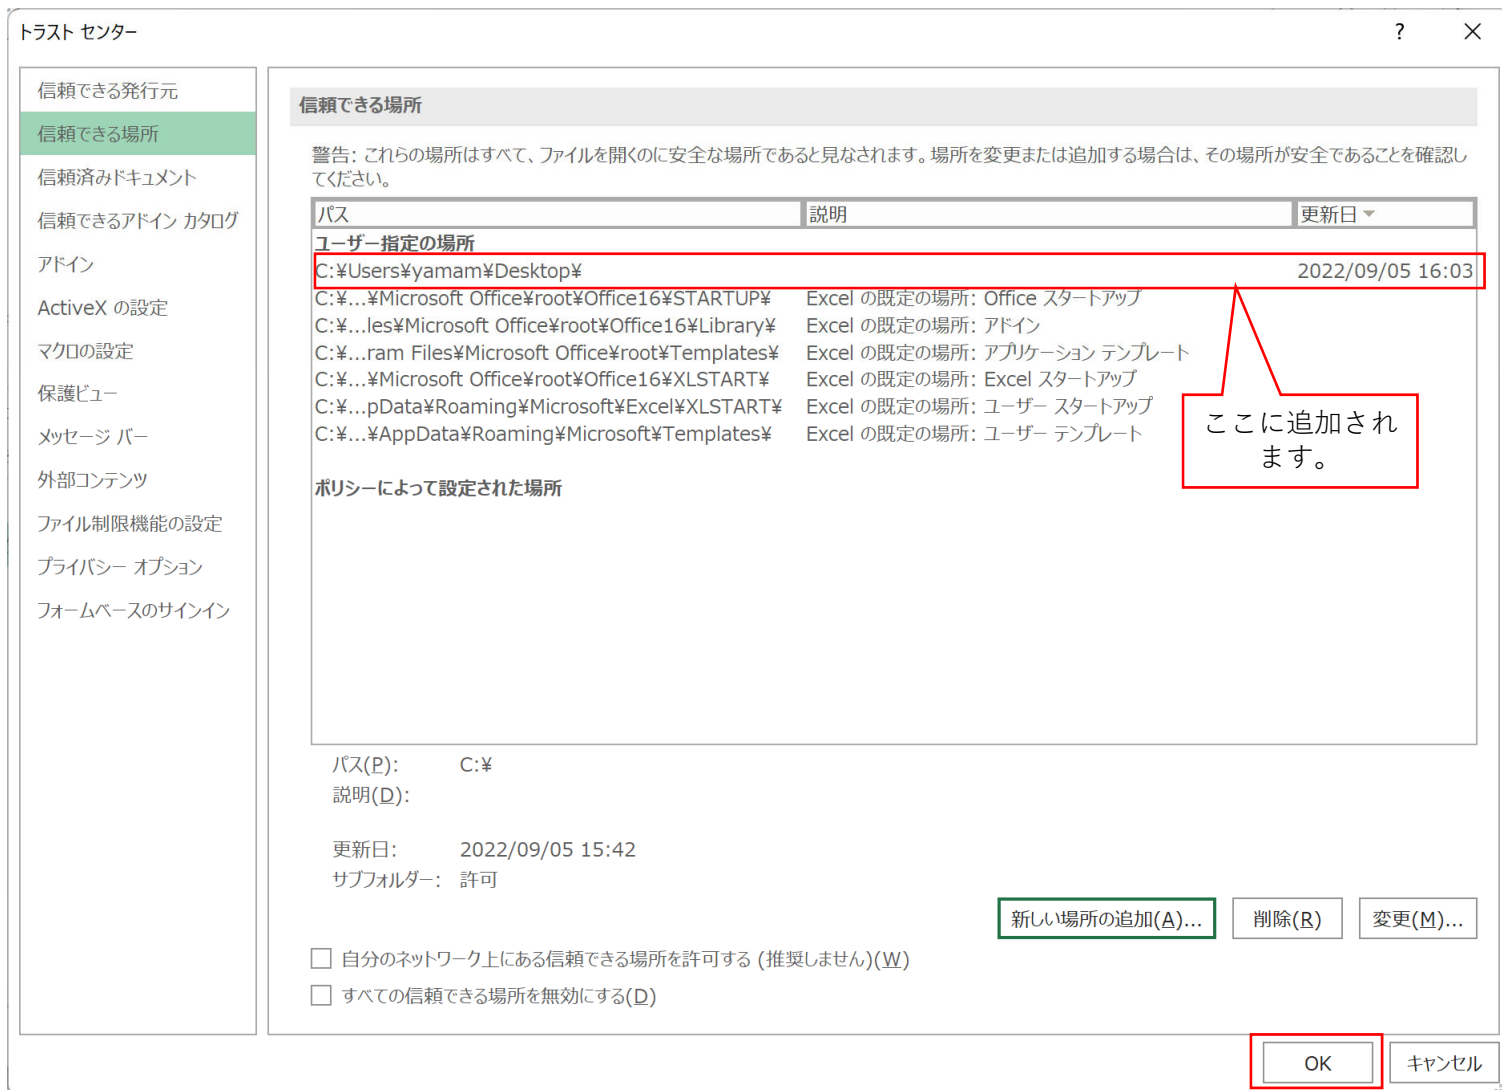 トラスト センター
?
信頼できる発行元
信頼できる場所
信頼済みドキュメント
信頼できるアドイン カタログ
アドイン
ActiveX の設定
マクロの設定
保護ビュー
メッセージ バー
外部コンテンツ
ファイル制限機能の設定
プライバシー オプション
フォームベースのサインイン
信頼できる場所
警告: これらの場所はすべて、ファイルを開くのに安全な場所であると見なされます。場所を変更または追加する場合は、その場所が安全であることを確認し
てください。
パス 説明 更新日
ユーザー指定の場所
C:¥Users¥yamam¥Desktop¥ 2022/09/05 16:03
C:¥...¥Microsoft Office¥root¥Office16¥STARTUP¥ Excel の既定の場所: Office スタートアップ
C:¥...les¥Microsoft Office¥root¥Office16¥Library¥ Excel の既定の場所: アドイン
C:¥...ram Files¥Microsoft Office¥root¥Templates¥ Excel の既定の場所: アプリケーション テンプレート
C:¥...¥Microsoft Office¥root¥Office16¥XLSTART¥ Excel の既定の場所: Excel スタートアップ
C:¥...pData¥Roaming¥Microsoft¥Excel¥XLSTART¥ Excel の既定の場所: ユーザー スタートアップ
C:¥...¥AppData¥Roaming¥Microsoft¥Templates¥ Excel の既定の場所: ユーザー テンプレート
ここに追加され
ます。
ポリシーによって設定された場所
パス(P): C:¥
説明(D):
更新日: 2022/09/05 15:42
サブフォルダー: 許可
新しい場所の追加(A)... 削除(R) 変更(M)...
自分のネットワーク上にある信頼できる場所を許可する (推奨しません)(W)
すべての信頼できる場所を無効にする(D)
OK キャンセル